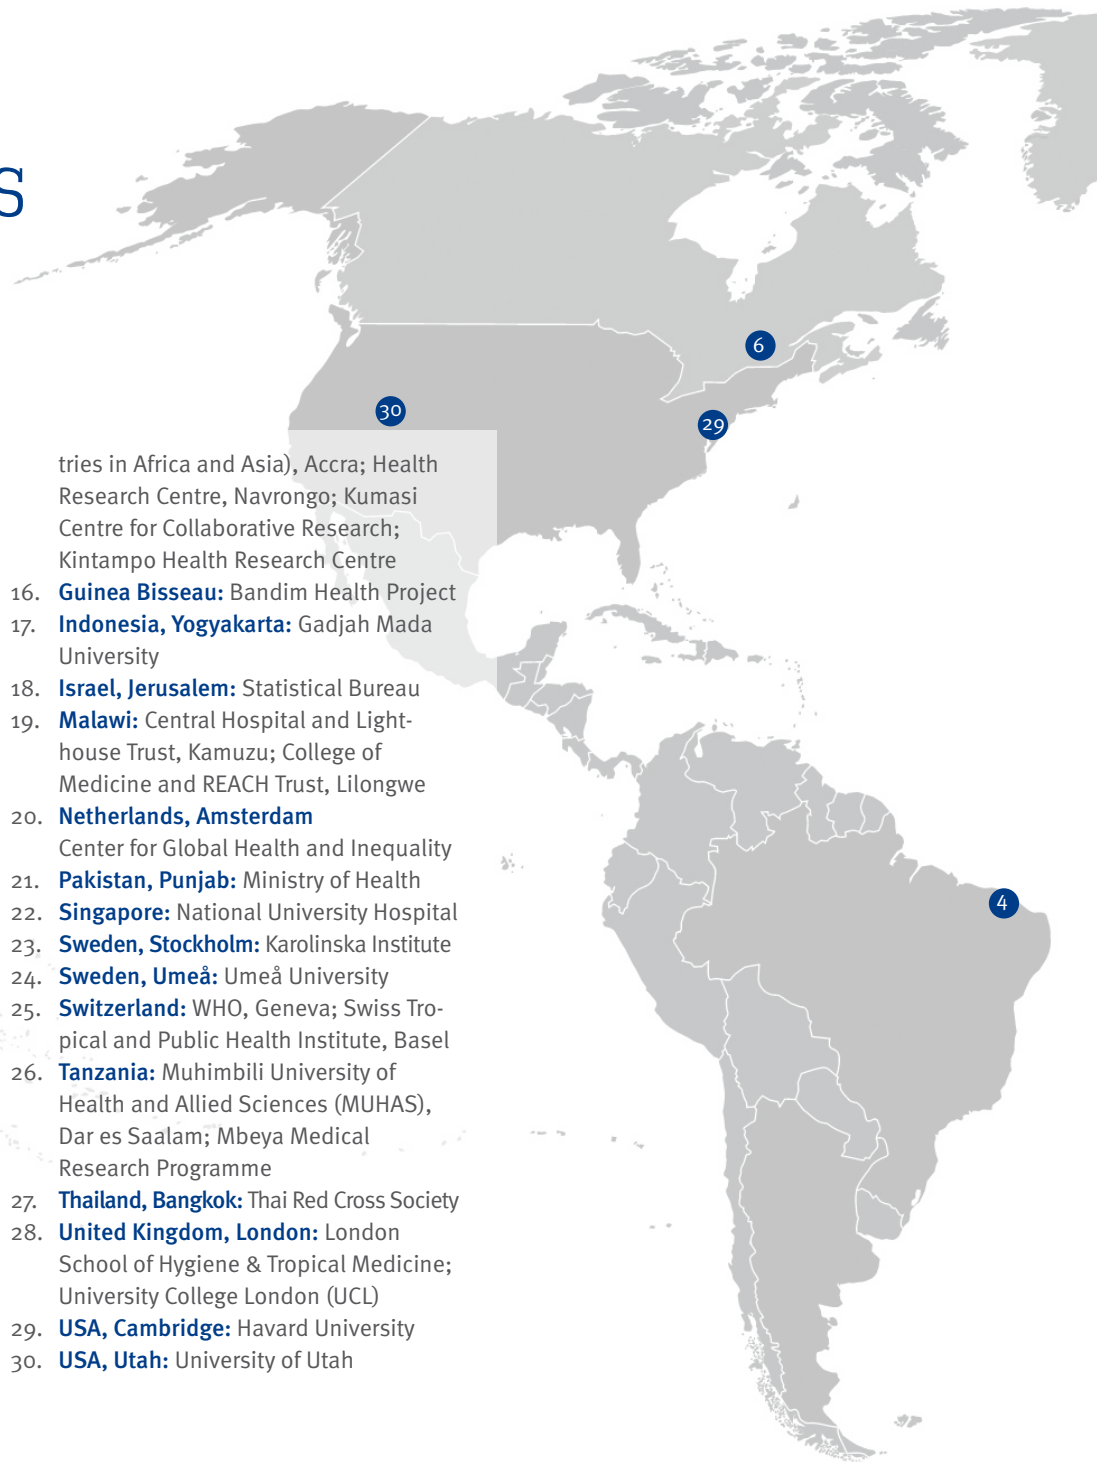 s
6
30
29
tries in Africa and Asia), Accra; Health
Research Centre, Navrongo; Kumasi
Centre for Collaborative Research;
Kintampo Health Research Centre
16. Guinea Bisseau: Bandim Health Project
17. Indonesia, Yogyakarta: Gadjah Mada
University
18. Israel, Jerusalem: Statistical Bureau
19. Malawi: Central Hospital and Light-
house Trust, Kamuzu; College of
Medicine and REACH Trust, Lilongwe
20. Netherlands, Amsterdam
Center for Global Health and Inequality
21. Pakistan, Punjab: Ministry of Health
22. Singapore: National University Hospital
4
23. Sweden, Stockholm: Karolinska Institute
24. Sweden, Umeå: Umeå University
25. Switzerland: WHO, Geneva; Swiss Tro-
pical and Public Health Institute, Basel
26. Tanzania: Muhimbili University of
Health and Allied Sciences (MUHAS),
Dar es Saalam; Mbeya Medical
Research Programme
27. Thailand, Bangkok: Thai Red Cross Society
28. United Kingdom, London: London
School of Hygiene & Tropical Medicine;
University College London (UCL)
29. USA, Cambridge: Havard University
30. USA, Utah: University of Utah